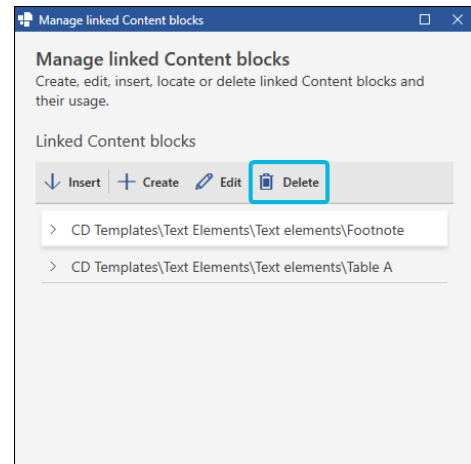 Manage linked Content blocks
Manage linked Content blocks
Create, edit, insert, locate or delete linked Content blocks and
their usage.
Linked Content blocks
Insert Create Edit Delete
CD Templates\Text Elements\Text elements\Footnote
CD Templates\Text Elements\Text elements\Table A